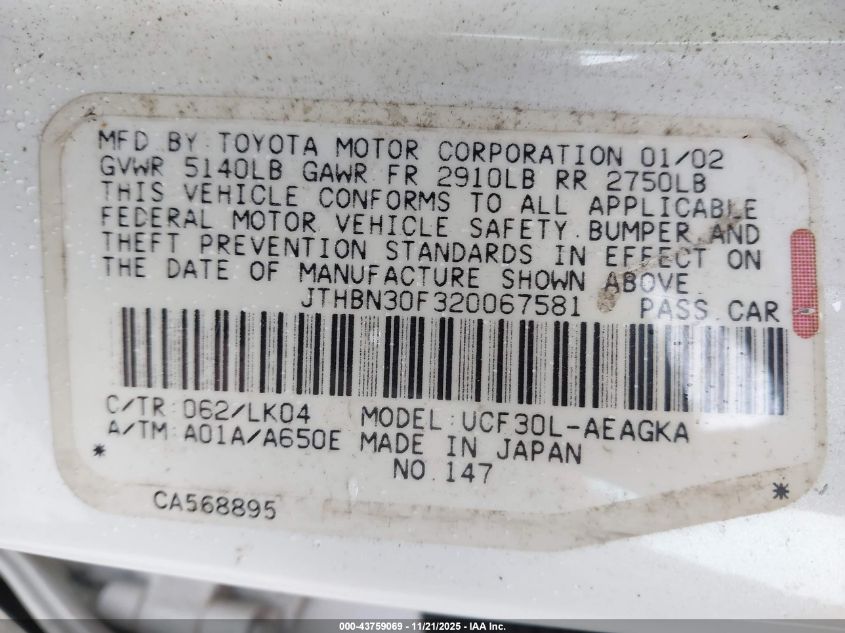 MFD BY TOYOTA MOTOR CORPORATION 01/02
GVWR 5140LB GAWR FR 2910LB RR 2750LB
THIS VEHICLE CONFORMS TO ALL APPLICABLE
FEDERAL MOTOR VEHICLE SAFETY, BUMPER, AND
THEFT PREVENTION STANDARDS IN EFFECT ON
THE DATE OF MANUFACTURE SHOWN ABOVE
JTHBN30F320067581 PASS CAR
C/TR:062/LK04 MODEL:UCF30L-AEAGKA
A/TM:A01A/A650E MADE IN JAPAN
* NO.147 *
CA568895
000-43759069 - 11/21/2025 - IAA Inc.